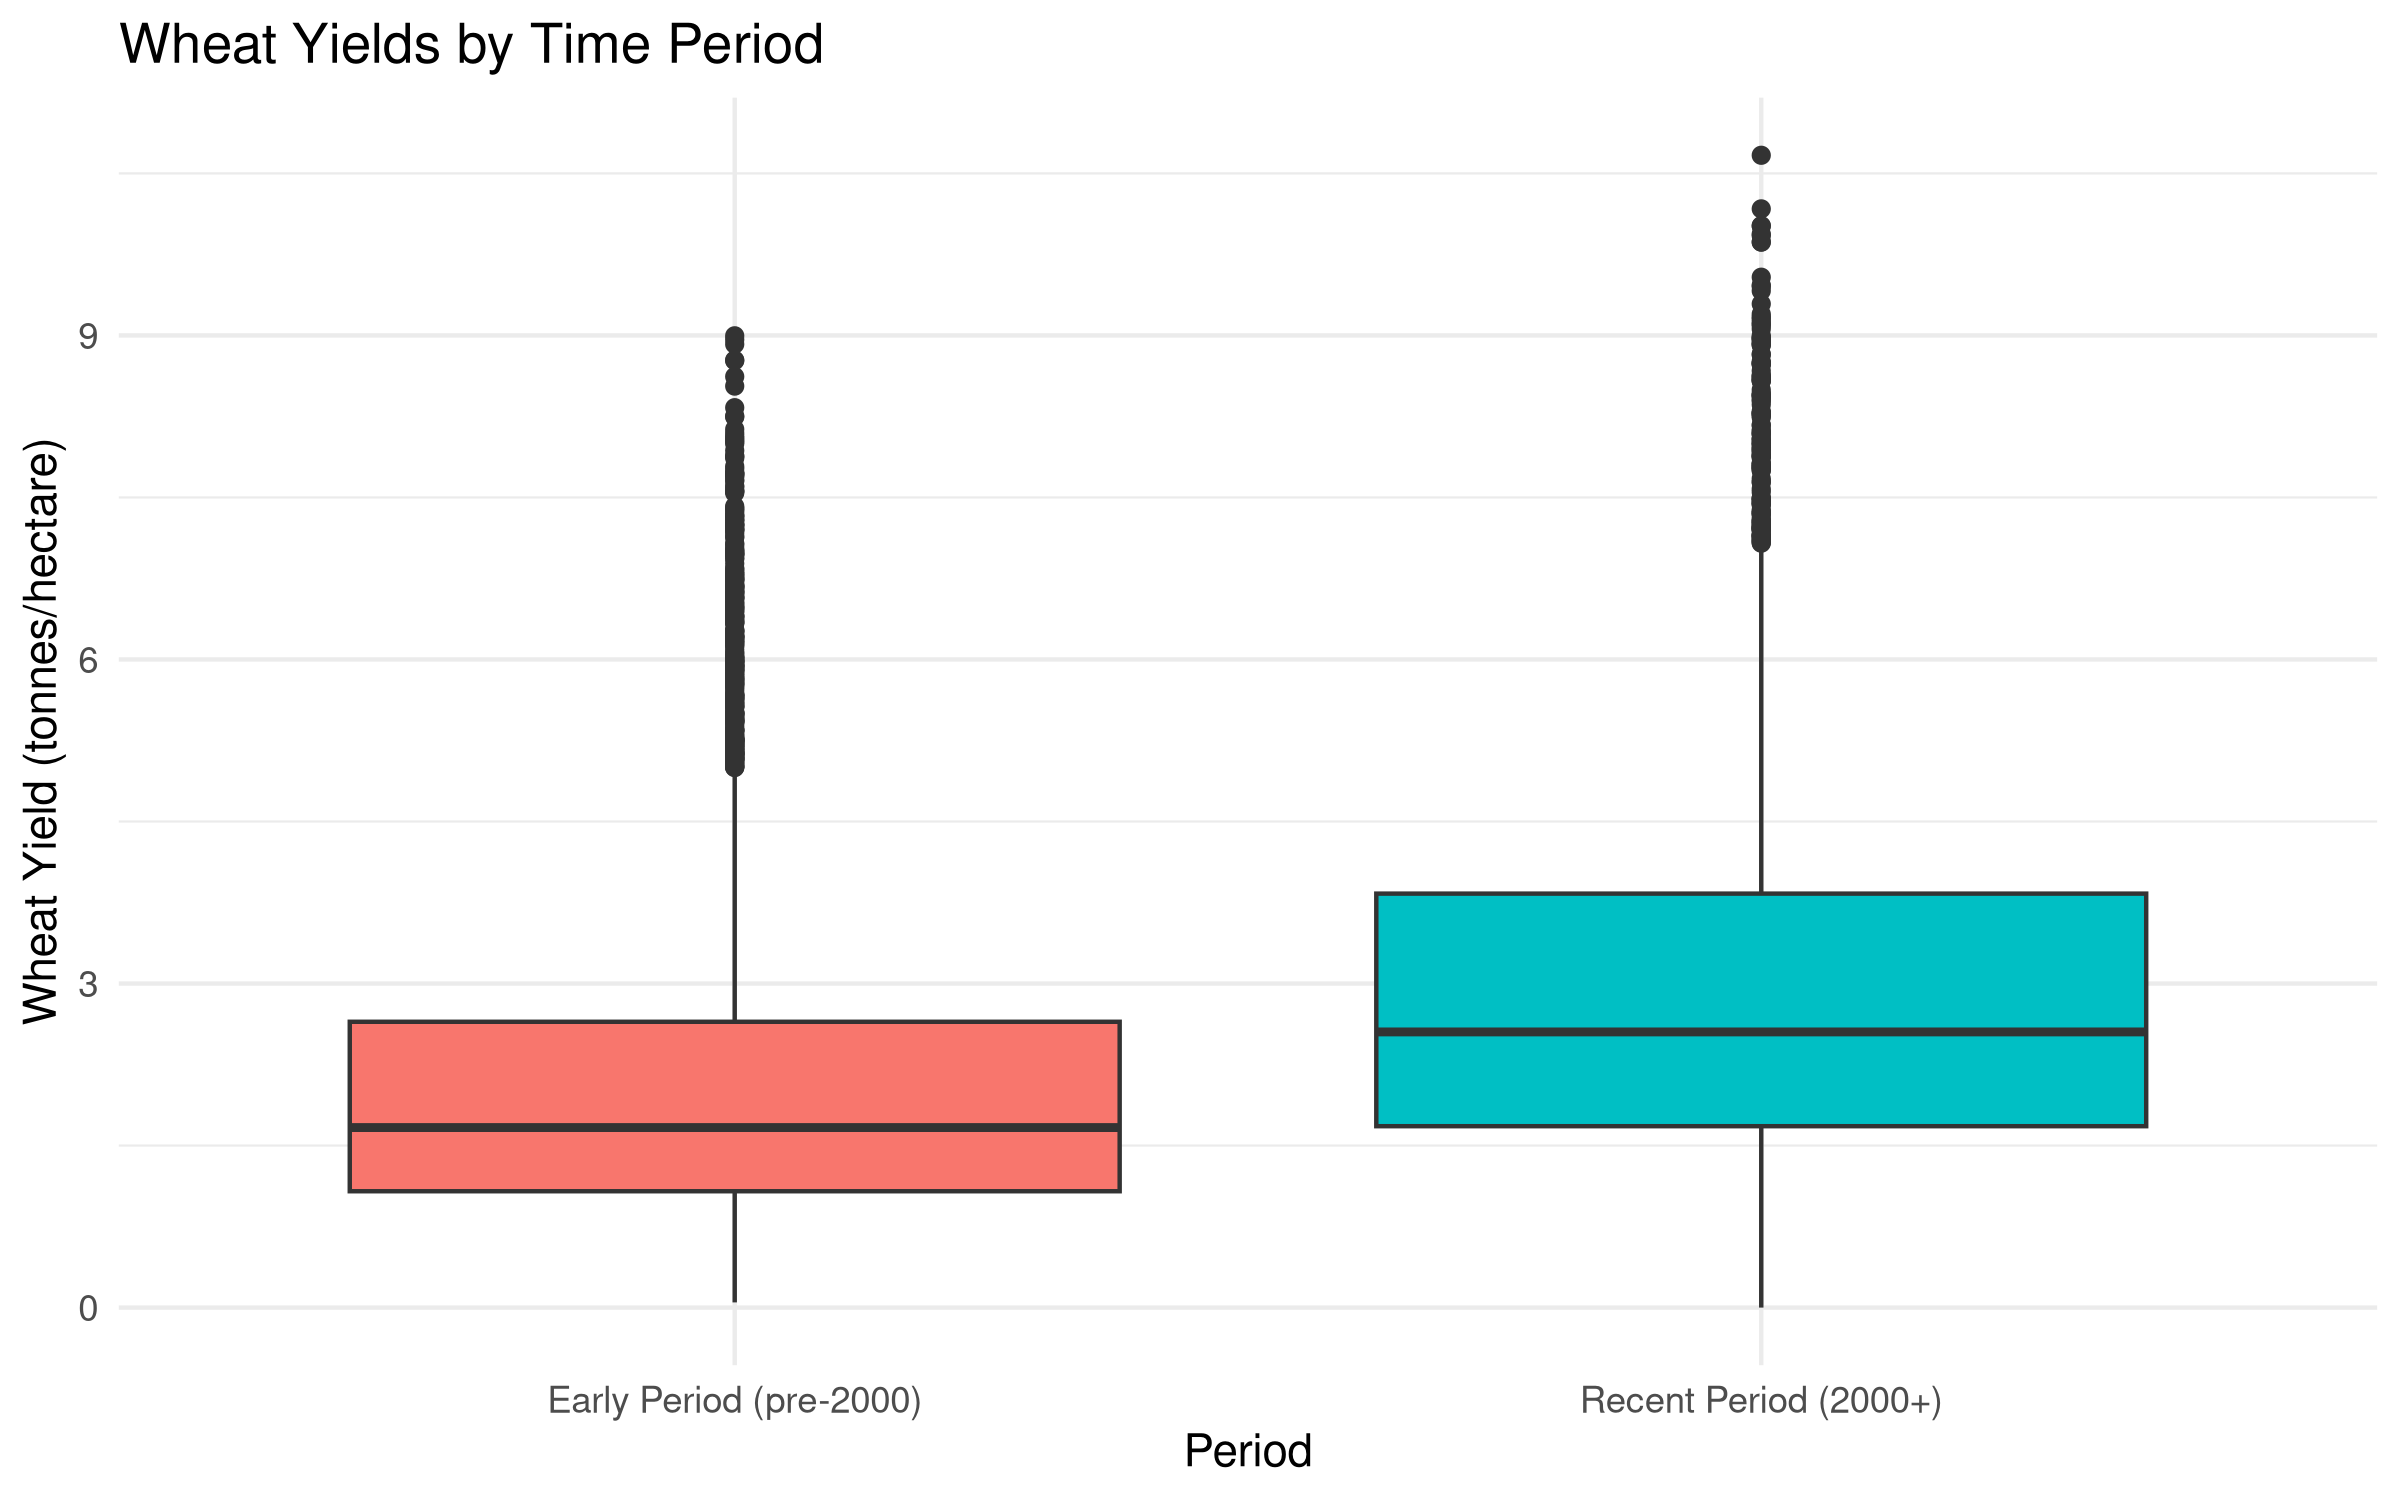 Wheat Yields by Time Period
Wheat Yield (tonnes/hectare)
9
6
3
0
Early Period (pre-2000)
Recent Period (2000+)
Period